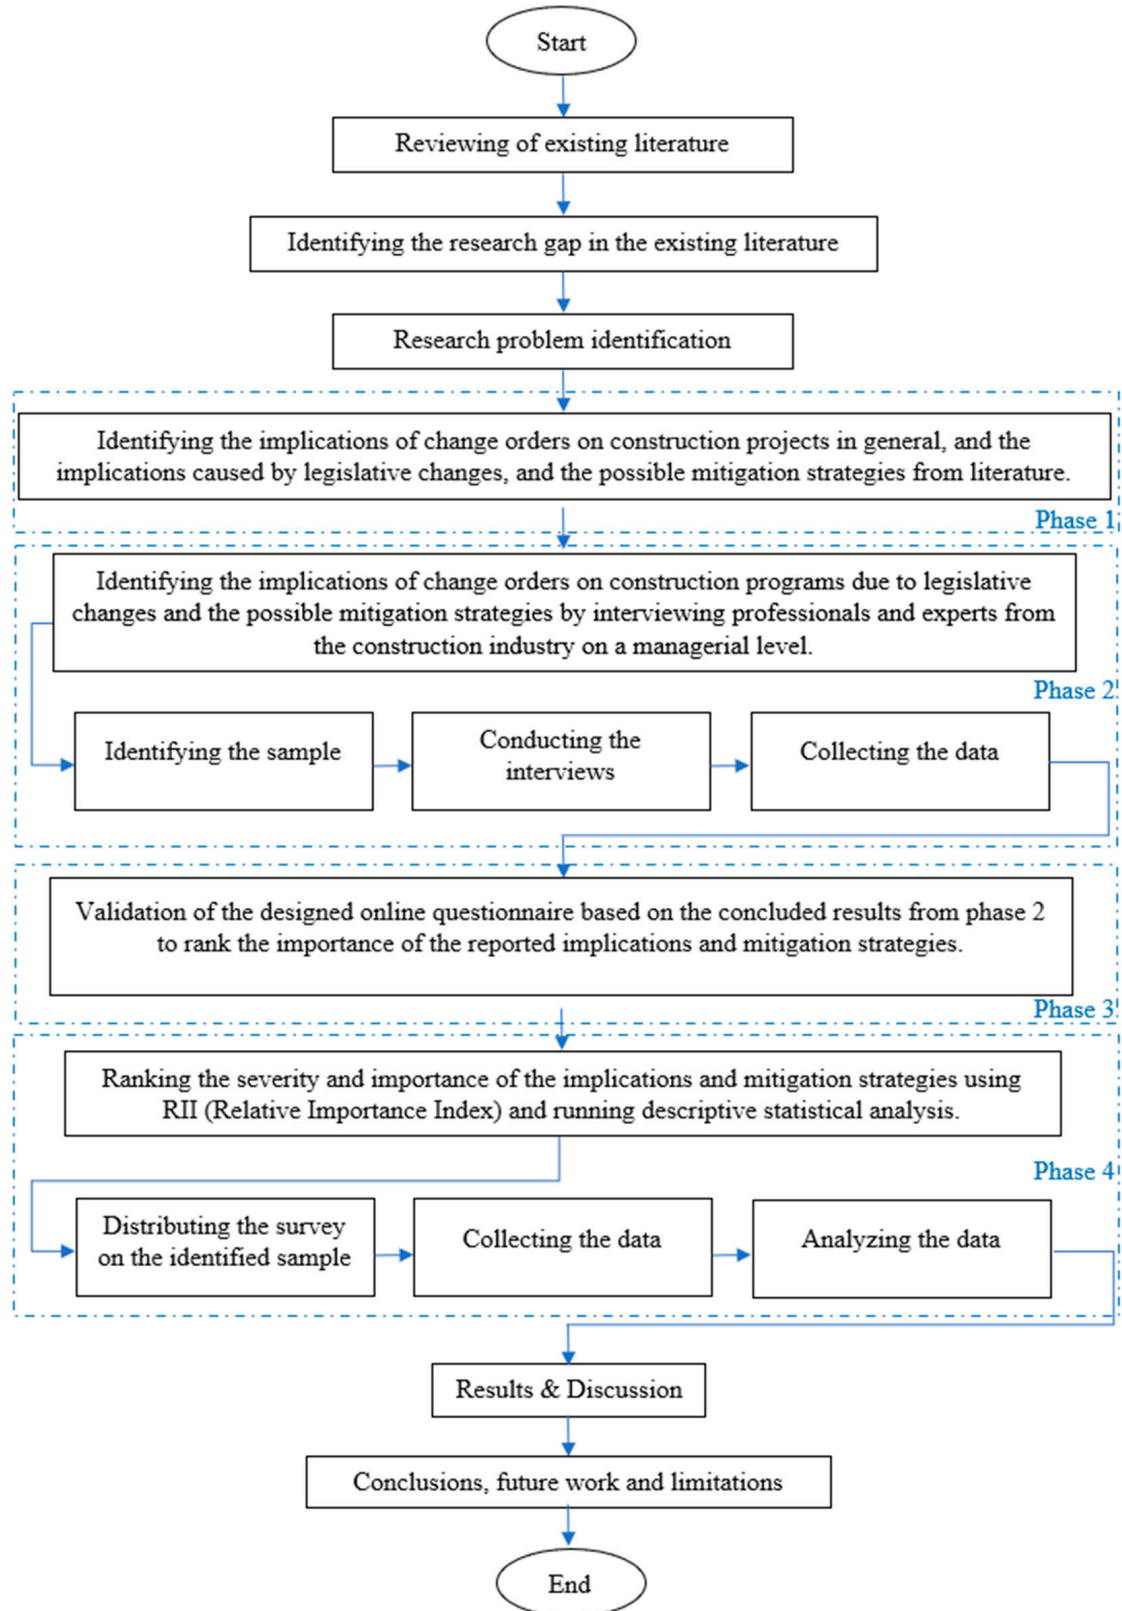 Start
Reviewing of existing literature
Identifying the research gap in the existing literature
Research problem identification
Identifying the implications of change orders on construction projects in general, and the
implications caused by legislative changes, and the possible mitigation strategies from literature.
Phase 1
Identifying the implications of change orders on construction programs due to legislative
changes and the possible mitigation strategies by interviewing professionals and experts from
the construction industry on a managerial level.
Phase 2
Identifying the sample
Conducting the
interviews
Collecting the data
Validation of the designed online questionnaire based on the concluded results from phase 2
to rank the importance of the reported implications and mitigation strategies.
Phase 3
Ranking the severity and importance of the implications and mitigation strategies using
RII (Relative Importance Index) and running descriptive statistical analysis.
Phase 4
Distributing the survey
on the identified sample
Collecting the data
Analyzing the data
Results & Discussion
Conclusions, future work and limitations
End